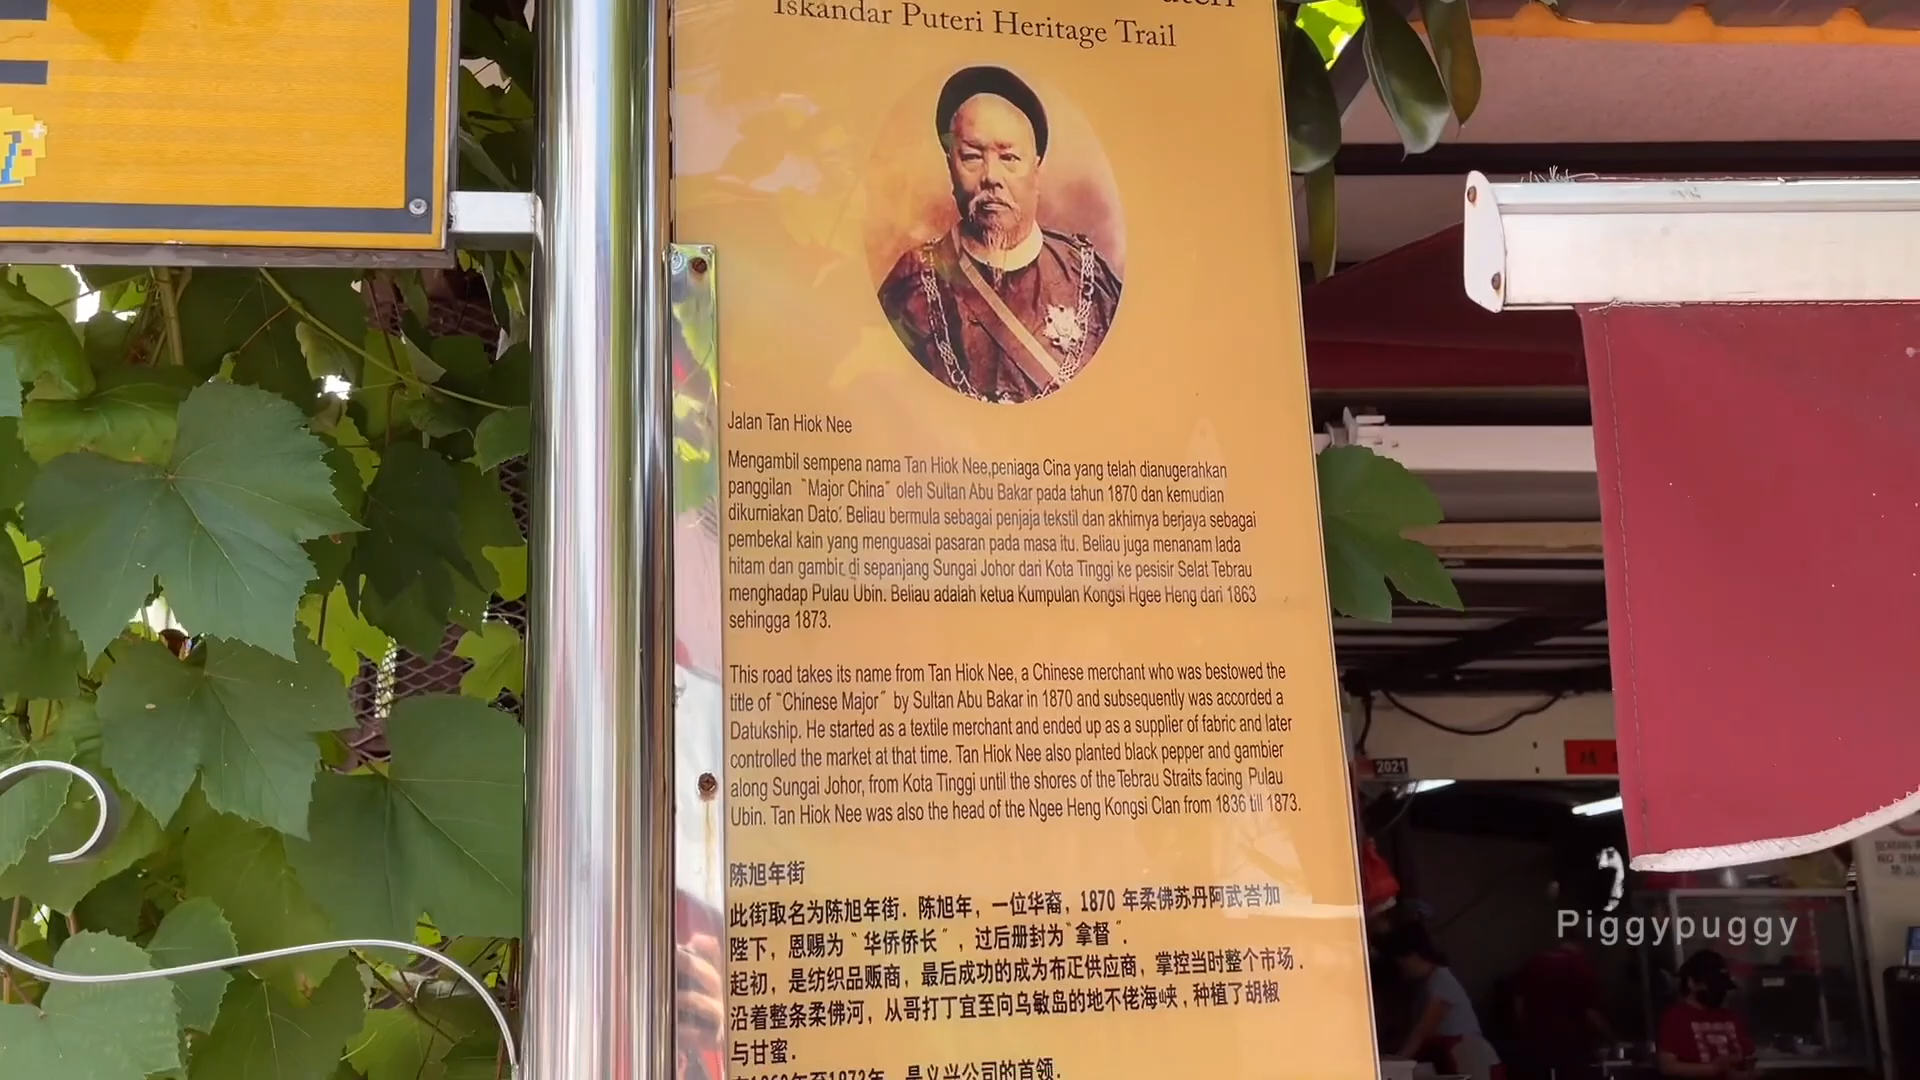 Iskandar Puteri Heritage Trail
Jalan Tan Hiok Nee
Mengambil sempena nama Tan Hiok Nee,peniaga Cina yang telah dianugerahkan
panggilan "Major China" oleh Sultan Abu Bakar pada tahun 1870 dan kemudian
dikurniakan Dato'. Beliau bermula sebagai penjaja tekstil dan akhirnya berjaya sebagai
pembekal kain yang menguasai pasaran pada masa itu. Beliau juga menanam lada
hitam dan gambir di sepanjang Sungai Johor dari Kota Tinggi ke pesisir Selat Tebrau
menghadap Pulau Ubin. Beliau adalah ketua Kumpulan Kongsi Hgee Heng dari 1863
sehingga 1873.
This road takes its name from Tan Hiok Nee, a Chinese merchant who was bestowed the
title of "Chinese Major" by Sultan Abu Bakar in 1870 and subsequently was accorded a
Datukship. He started as a textile merchant and ended up as a supplier of fabric and later
controlled the market at that time. Tan Hiok Nee also planted black pepper and gambier
along Sungai Johor, from Kota Tinggi until the shores of the Tebrau Straits facing Pulau
Ubin. Tan Hiok Nee was also the head of the Ngee Heng Kongsi Clan from 1836 till 1873.
陈旭年街
此街取名为陈旭年街. 陈旭年, 一位华裔, 1870 年柔佛苏丹阿武峇加
陛下, 恩赐为 "华侨侨长", 过后册封为"拿督".
起初, 是纺织品贩商, 最后成功的成为布正供应商, 掌控当时整个市场.
沿着整条柔佛河, 从哥打丁宜至向乌敏岛的地不佬海峡, 种植了胡椒
与甘蜜.
是义兴公司的首领.
2021
Piggypuggy